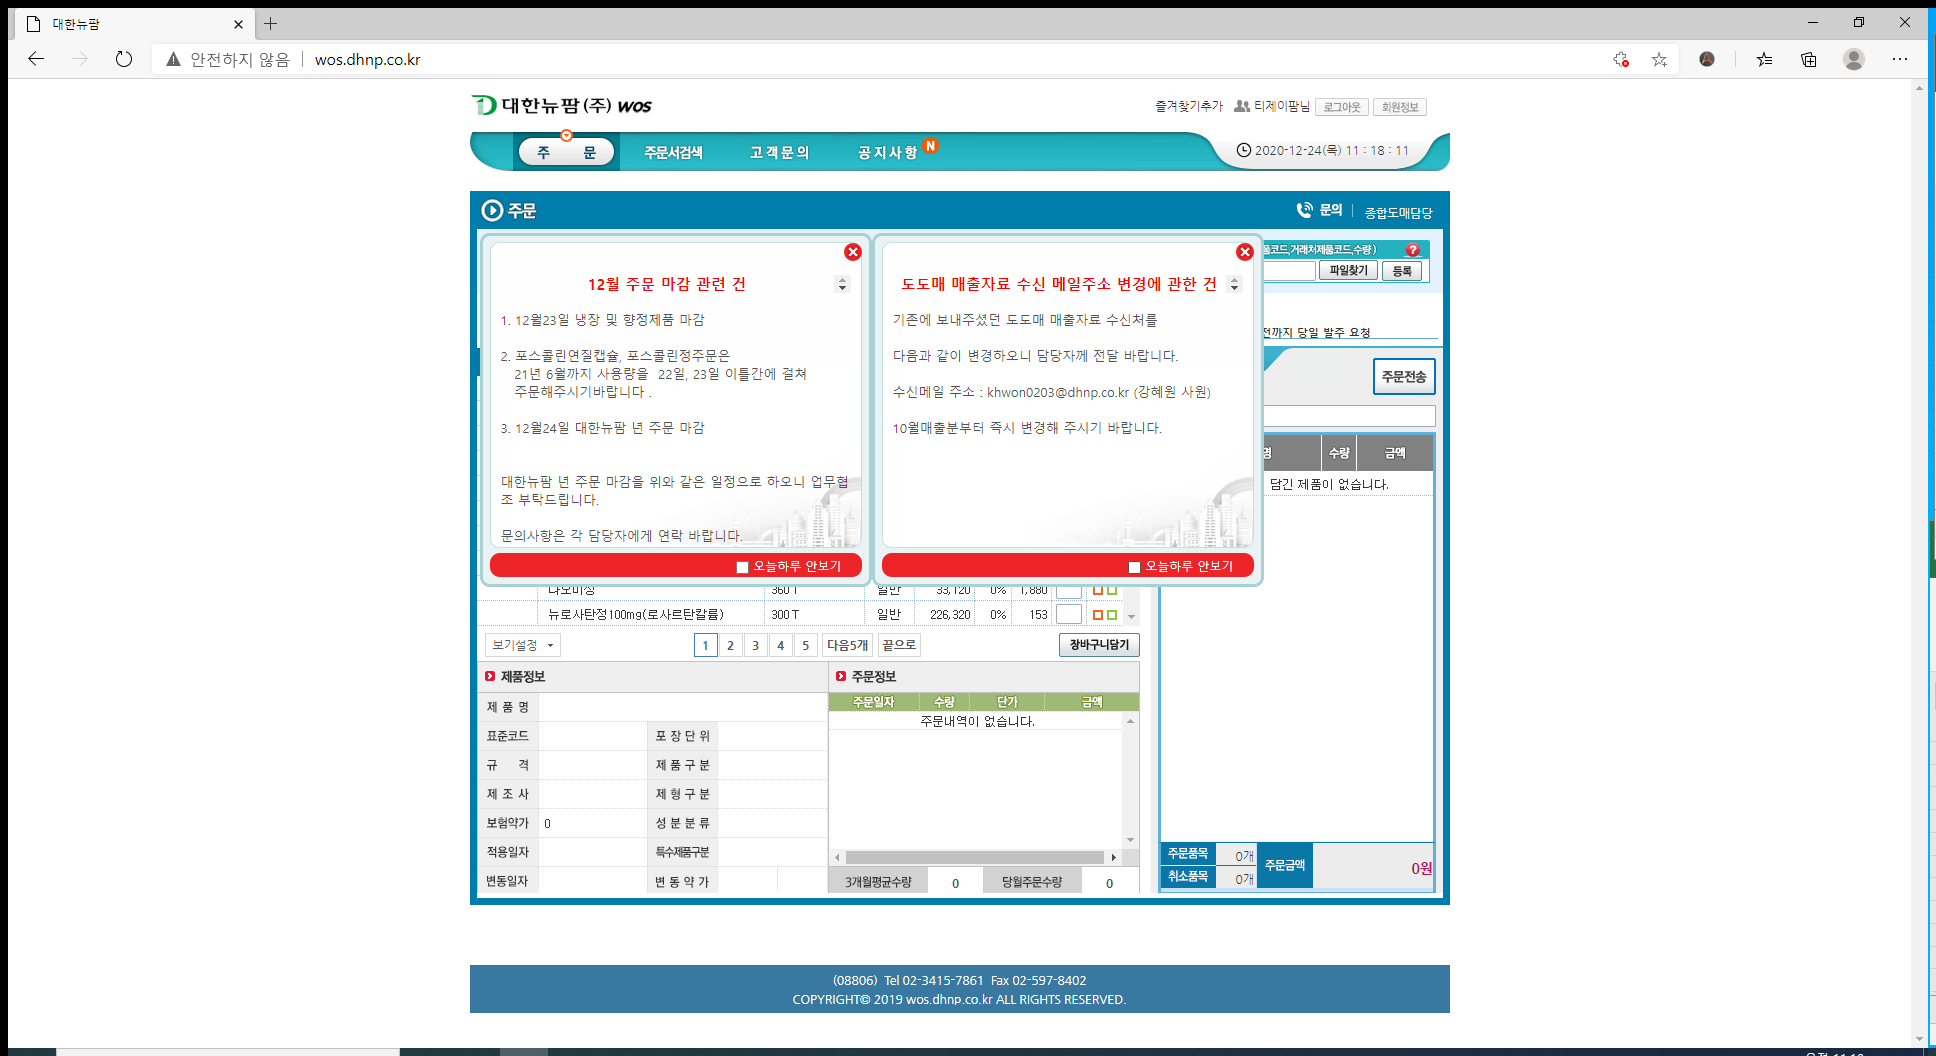 대한뉴팜
안전하지 않음
wos.dhnp.co.kr
대한뉴팜(주) WOS
즐겨찾기추가
티제이팜님
로그아웃
회원정보
주 문
주문서검색
고객문의
공지사항
N
2020-12-24(목) 11 : 18 : 11
주문
문의
종합도매담당
12월 주문 마감 관련 건
1. 12월23일 냉장 및 향정제품 마감
2. 포스콜린연질캡슐, 포스콜린정주문은
21년 6월까지 사용량을 22일, 23일 이틀간에 걸쳐
주문해주시기바랍니다 .
3. 12월24일 대한뉴팜 년 주문 마감
대한뉴팜 년 주문 마감을 위와 같은 일정으로 하오니 업무협
조 부탁드립니다.
문의사항은 각 담당자에게 연락 바랍니다.
오늘하루 안보기
도도매 매출자료 수신 메일주소 변경에 관한 건
기존에 보내주셨던 도도매 매출자료 수신처를
다음과 같이 변경하오니 담당자께 전달 바랍니다.
수신메일 주소 : khwon0203@dhnp.co.kr (강혜원 사원)
10월매출분부터 즉시 변경해 주시기 바랍니다.
오늘하루 안보기
품코드,거래처제품코드,수량 )
?
파일찾기
등록
전까지 당일 발주 요청
주문전송
명
수량
금액
담긴 제품이 없습니다.
360 T 일반 33,120 0% 1,880
뉴로사탄정100mg(로사르탄칼륨) 300 T 일반 226,320 0% 153
보기설정
1 2 3 4 5 다음5개 끝으로
장바구니담기
제품정보
제 품 명
표준코드
포 장 단 위
규 격
제 품 구 분
제 조 사
제 형 구 분
보험약가 0
성 분 분 류
적용일자
특수제품구분
변동일자
변 동 약 가
주문정보
주문일자 수량 단가 금액
주문내역이 없습니다.
3개월평균수량 0 당월주문수량 0
주문품목 0개
취소품목 0개
주문금액 0원
(08806) Tel 02-3415-7861 Fax 02-597-8402
COPYRIGHT© 2019 wos.dhnp.co.kr ALL RIGHTS RESERVED.